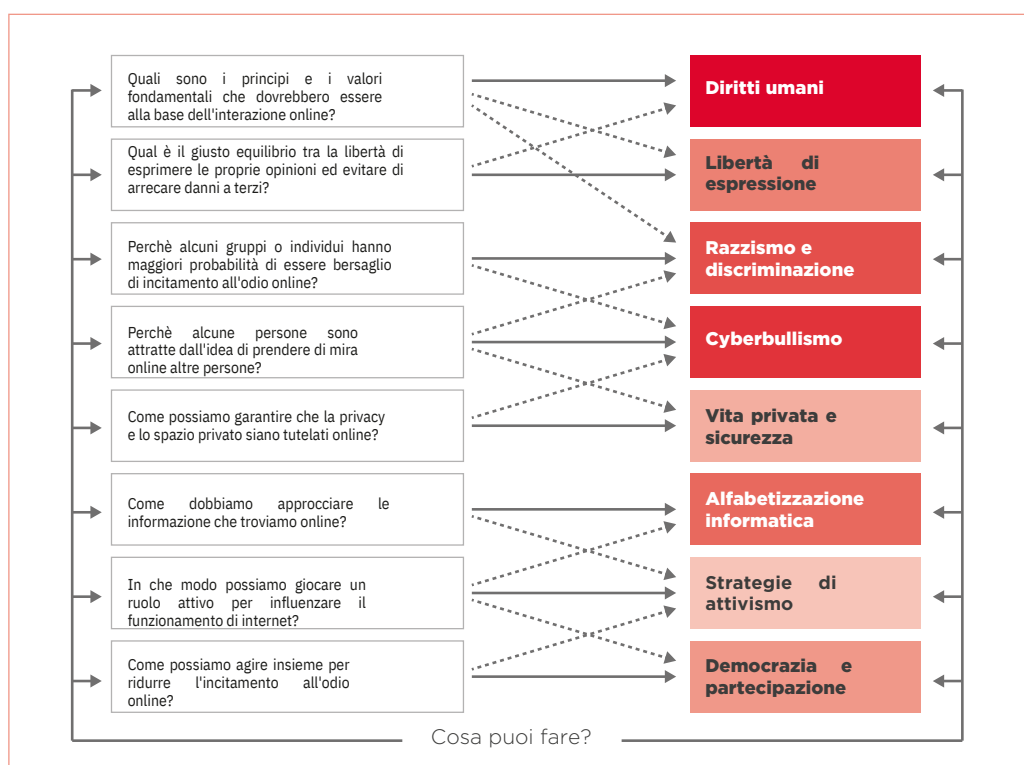 Quali sono i principi e i valori
fondamentali che dovrebbero essere
alla base dell'interazione online?
Diritti umani
Qual è il giusto equilibrio tra la libertà di
esprimere le proprie opinioni ed evitare di
arrecare danni a terzi?
Libertà di
espressione
Perchè alcuni gruppi o individui hanno
maggiori probabilità di essere bersaglio
di incitamento all'odio online?
Razzismo e
discriminazione
Perchè alcune persone sono
attratte dall'idea di prendere di mira
online altre persone?
Cyberbullismo
Come possiamo garantire che la privacy
e lo spazio privato siano tutelati online?
Vita privata e
sicurezza
Come dobbiamo approcciare le
informazione che troviamo online?
Alfabetizzazione
informatica
In che modo possiamo giocare un
ruolo attivo per influenzare il
funzionamento di internet?
Strategie di
attivismo
Come possiamo agire insieme per
ridurre l'incitamento all'odio
online?
Democrazia e
partecipazione
Cosa puoi fare?